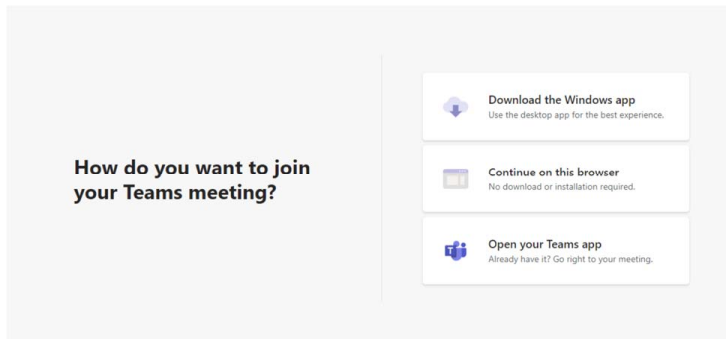 How do you want to join
your Teams meeting?
Download the Windows app
Use the desktop app for the best experience.
Continue on this browser
No download or installation required.
Open your Teams app
Already have it? Go right to your meeting.